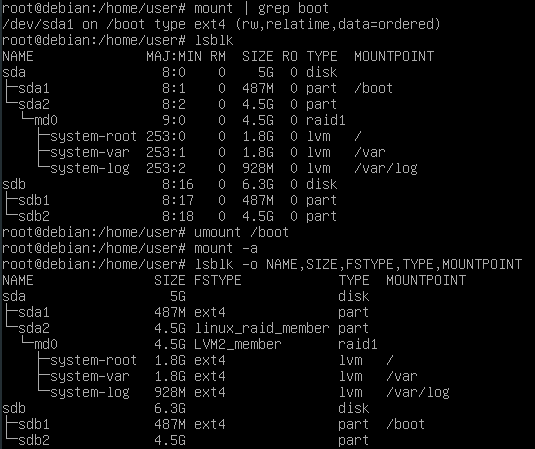 root@debian:/home/user# mount | grep boot
/dev/sda1 on /boot type ext4 (rw,relatime,data=ordered)
root@debian:/home/user# lsblk
NAME              MAJ:MIN RM  SIZE RO TYPE  MOUNTPOINT
sda                 8:0    0    5G  0 disk
├─sda1              8:1    0  487M  0 part  /boot
└─sda2              8:2    0  4.5G  0 part
  └─md0             9:0    0  4.5G  0 raid1
    ├─system-root 253:0    0  1.8G  0 lvm   /
    ├─system-var  253:1    0  1.8G  0 lvm   /var
    └─system-log  253:2    0  928M  0 lvm   /var/log
sdb                 8:16   0  6.3G  0 disk
├─sdb1              8:17   0  487M  0 part
└─sdb2              8:18   0  4.5G  0 part
root@debian:/home/user# umount /boot
root@debian:/home/user# mount -a
root@debian:/home/user# lsblk -o NAME,SIZE,FSTYPE,TYPE,MOUNTPOINT
NAME               SIZE FSTYPE            TYPE  MOUNTPOINT
sda                  5G                   disk
├─sda1             487M ext4              part
└─sda2             4.5G linux_raid_member part
  └─md0            4.5G LVM2_member       raid1
    ├─system-root  1.8G ext4              lvm   /
    ├─system-var   1.8G ext4              lvm   /var
    └─system-log   928M ext4              lvm   /var/log
sdb                6.3G                   disk
├─sdb1             487M ext4              part  /boot
└─sdb2             4.5G                   part